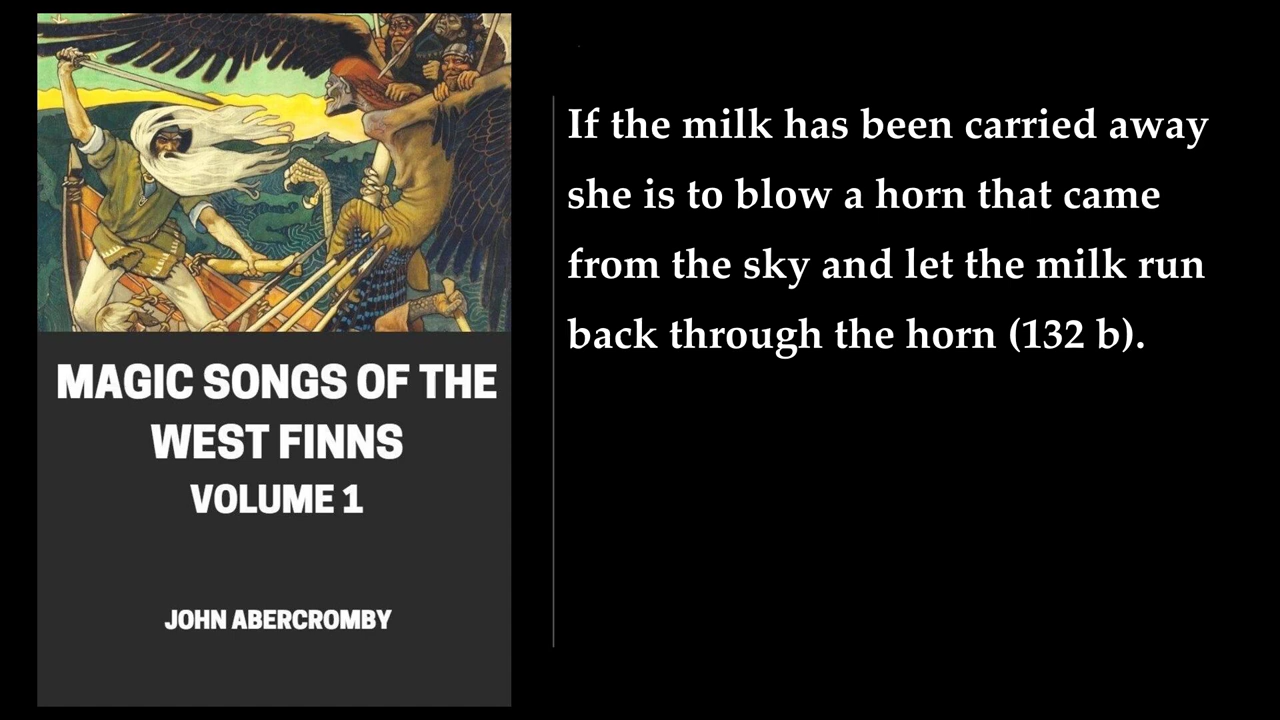 MAGIC SONGS OF THE
WEST FINNS
VOLUME 1
JOHN ABERCROMBY
If the milk has been carried away
she is to blow a horn that came
from the sky and let the milk run
back through the horn (132 b).